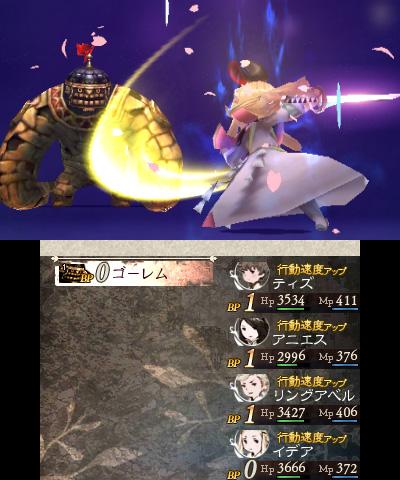 BP 0 ゴーレム
行動速度アップ
ティズ
BP 1 Hp 3534 Mp 411
行動速度アップ
アニエス
BP 1 Hp 2996 Mp 376
行動速度アップ
リングアベル
BP 1 Hp 3427 Mp 406
行動速度アップ
イデア
BP 0 Hp 3666 Mp 372